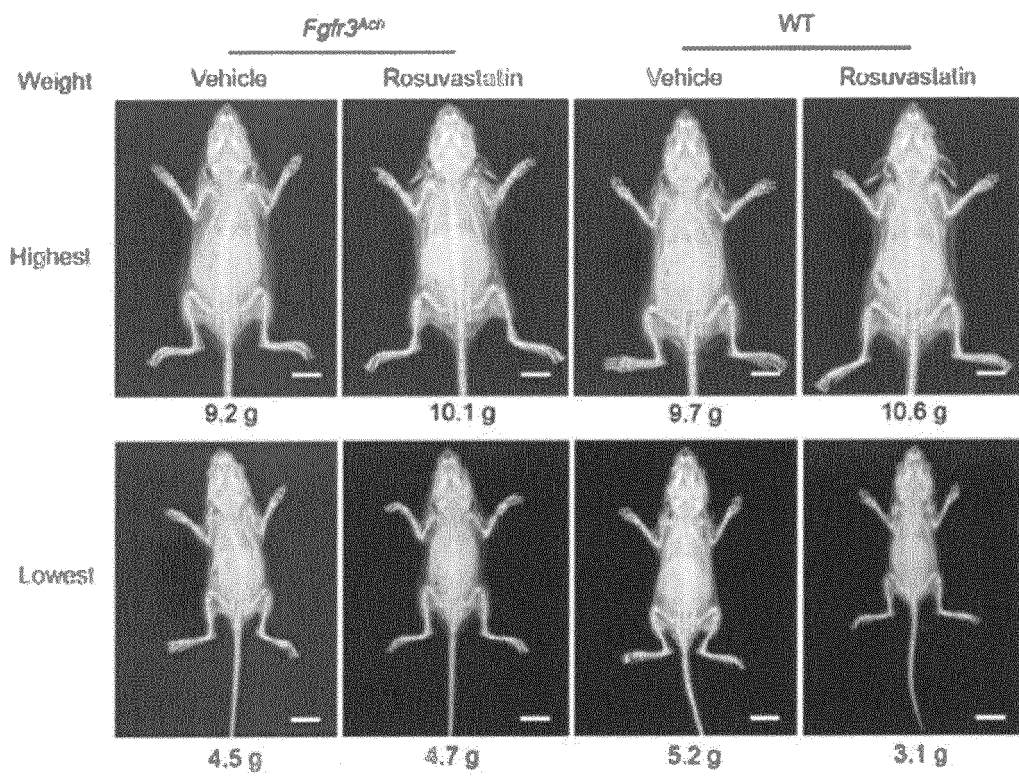 Fgfr3Ach WT
Weight Vehicle Rosuvastatin Vehicle Rosuvastatin
Highest
9.2 g 10.1 g 9.7 g 10.6 g
Lowest
4.5 g 4.7 g 5.2 g 3.1 g